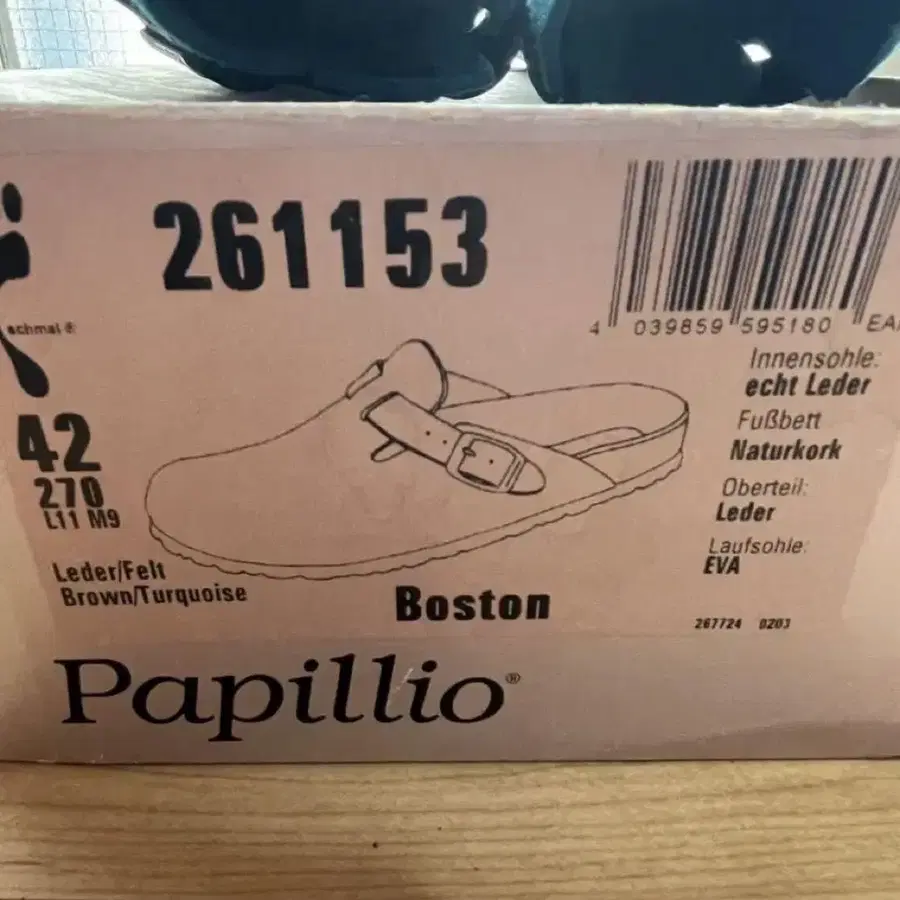 261153
4 039859 595180 EA
schmal ®
42
270
L11 M9
Innensohle:
echt Leder
Fußbett
Naturkork
Oberteil:
Leder
Laufsohle:
EVA
Leder/Felt
Brown/Turquoise
Boston
267724 0203
Papillio®